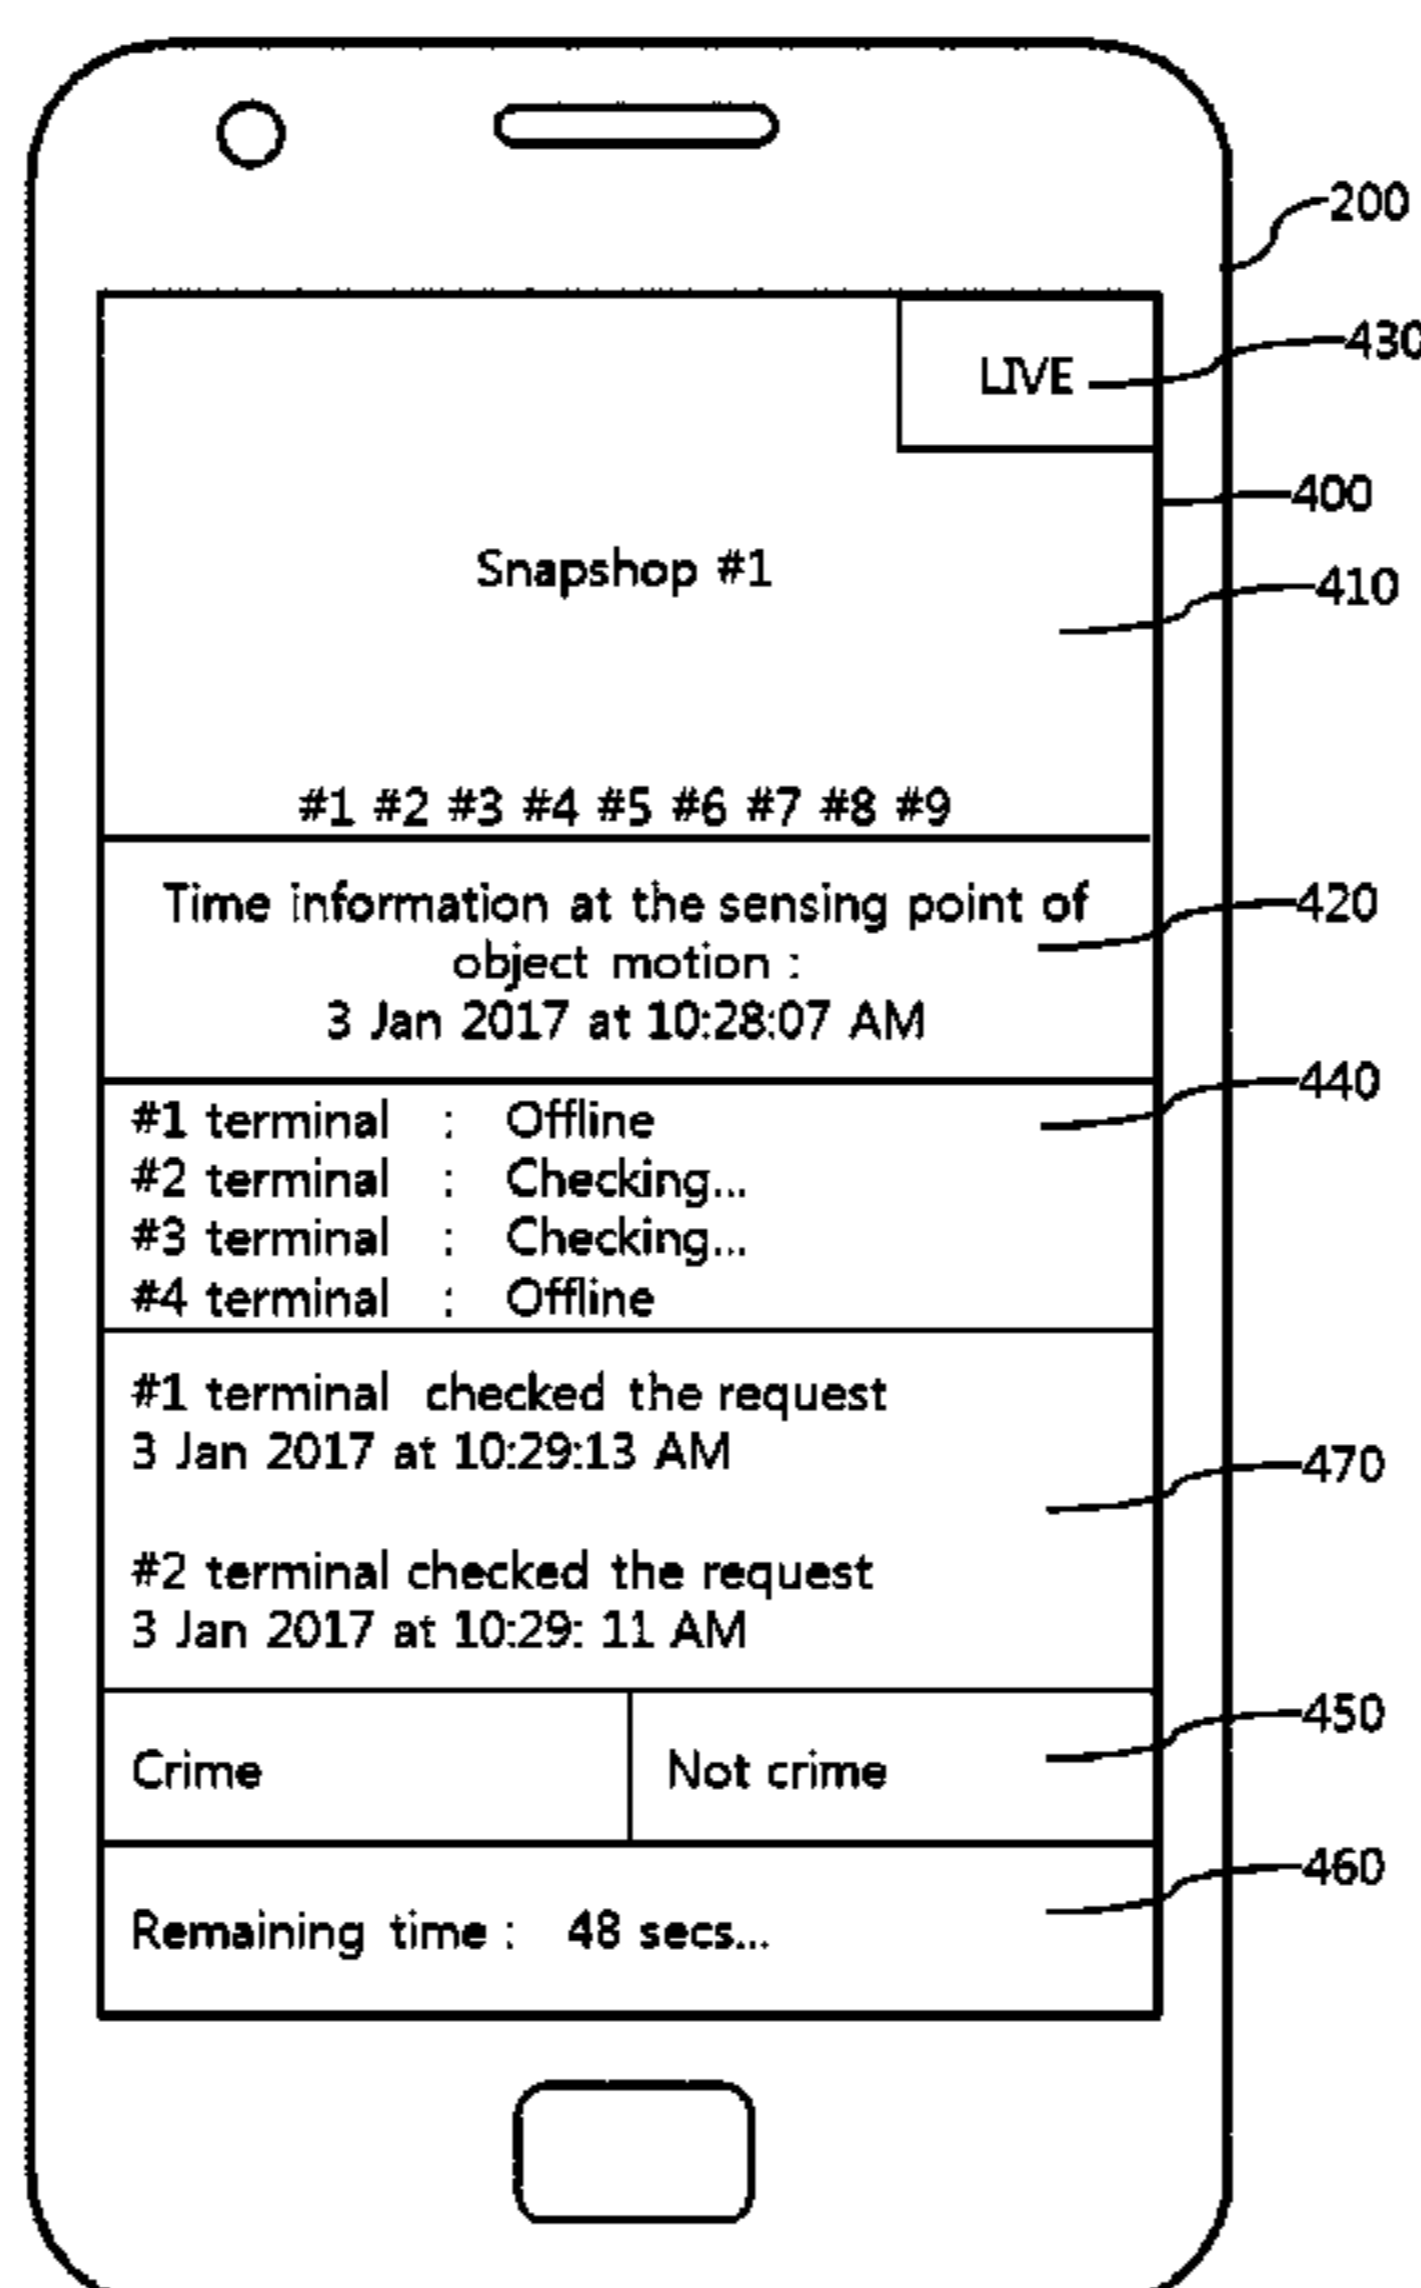 200
LIVE
430
400
Snapshop #1
410
#1 #2 #3 #4 #5 #6 #7 #8 #9
Time information at the sensing point of
object motion :
3 Jan 2017 at 10:28:07 AM
420
#1 terminal : Offline
#2 terminal : Checking...
#3 terminal : Checking...
#4 terminal : Offline
440
#1 terminal checked the request
3 Jan 2017 at 10:29:13 AM
470
#2 terminal checked the request
3 Jan 2017 at 10:29: 11 AM
Crime
Not crime
450
Remaining time : 48 secs...
460